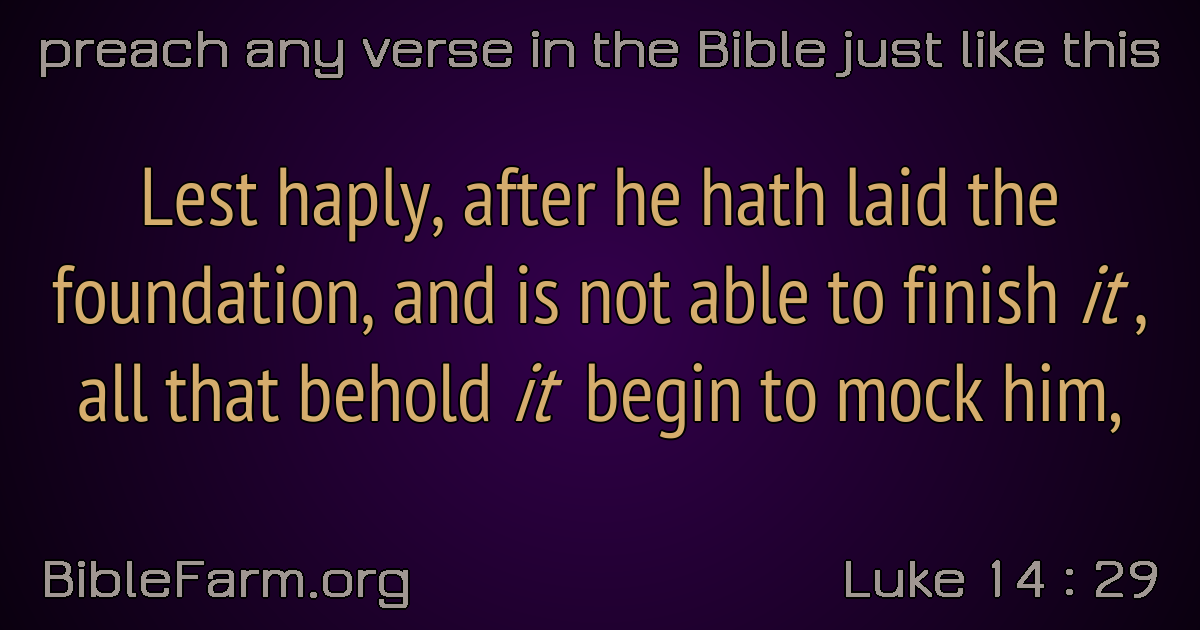 preach any verse in the Bible just like this
Lest haply, after he hath laid the
foundation, and is not able to finish it,
all that behold it begin to mock him,
BibleFarm.org
Luke 14 : 29